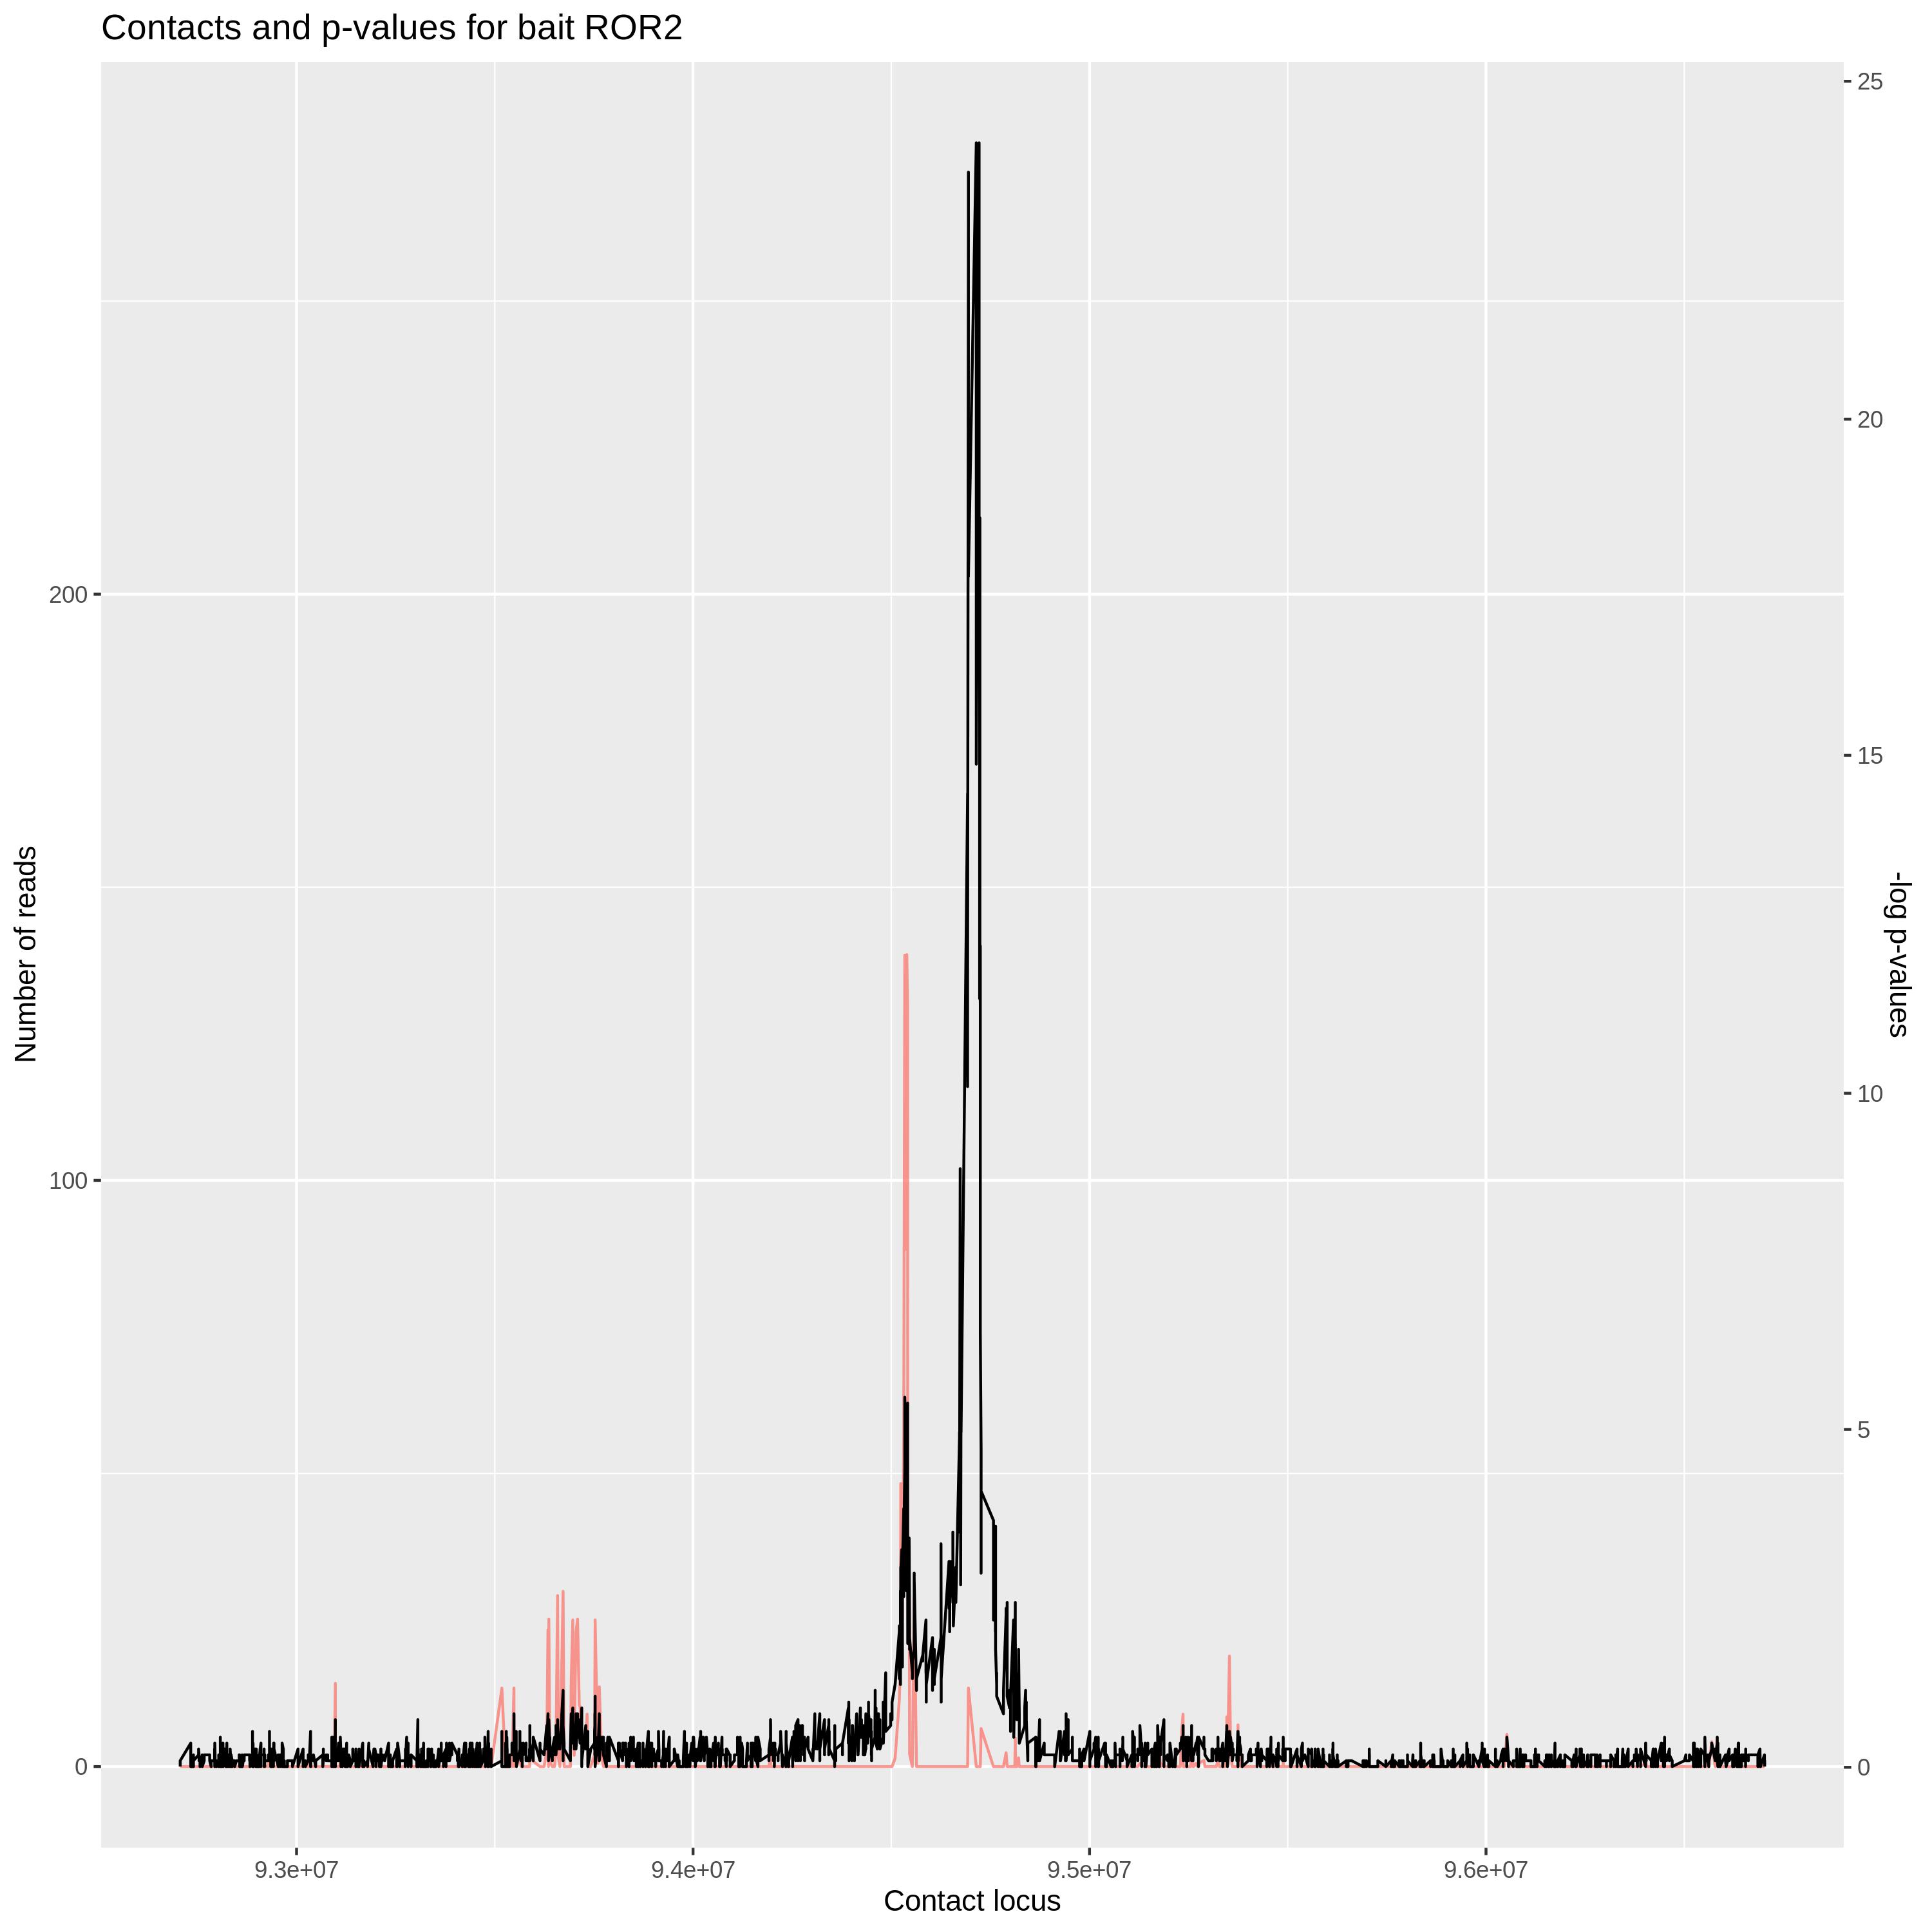 Contacts and p-values for bait ROR2
25
20
200
15
Number of reads
-log p-values
10
100
5
0
0
9.3e+07
9.4e+07
9.5e+07
9.6e+07
Contact locus